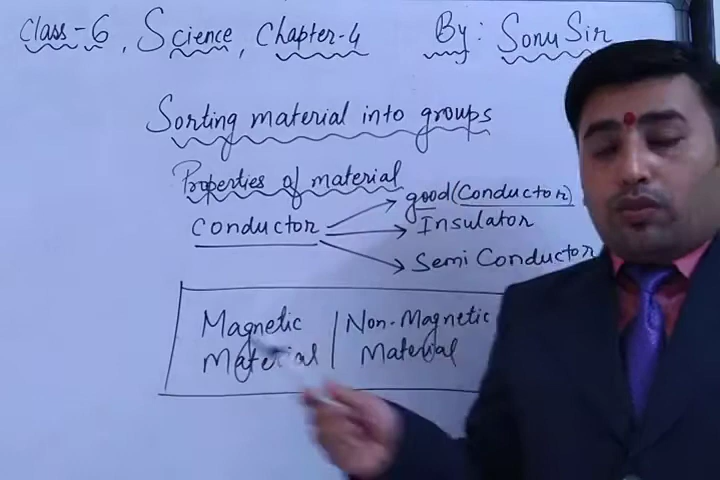 Class-6, Science, Chapter-4 By: Sonu Sir
Sorting material into groups
Properties of material
Conductor
good (Conductor)
Insulator
Semi Conductor
Magnetic Material
Non-Magnetic Material